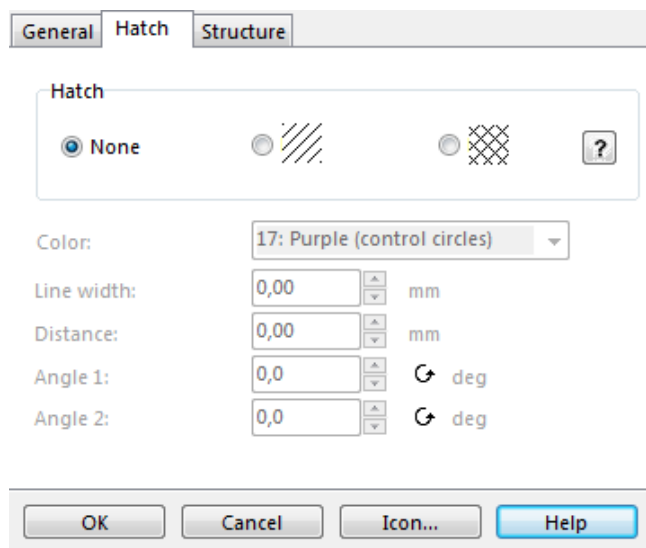 General Hatch Structure
Hatch
None
?
Color: 17: Purple (control circles)
Line width: 0,00 mm
Distance: 0,00 mm
Angle 1: 0,0 deg
Angle 2: 0,0 deg
OK Cancel Icon... Help